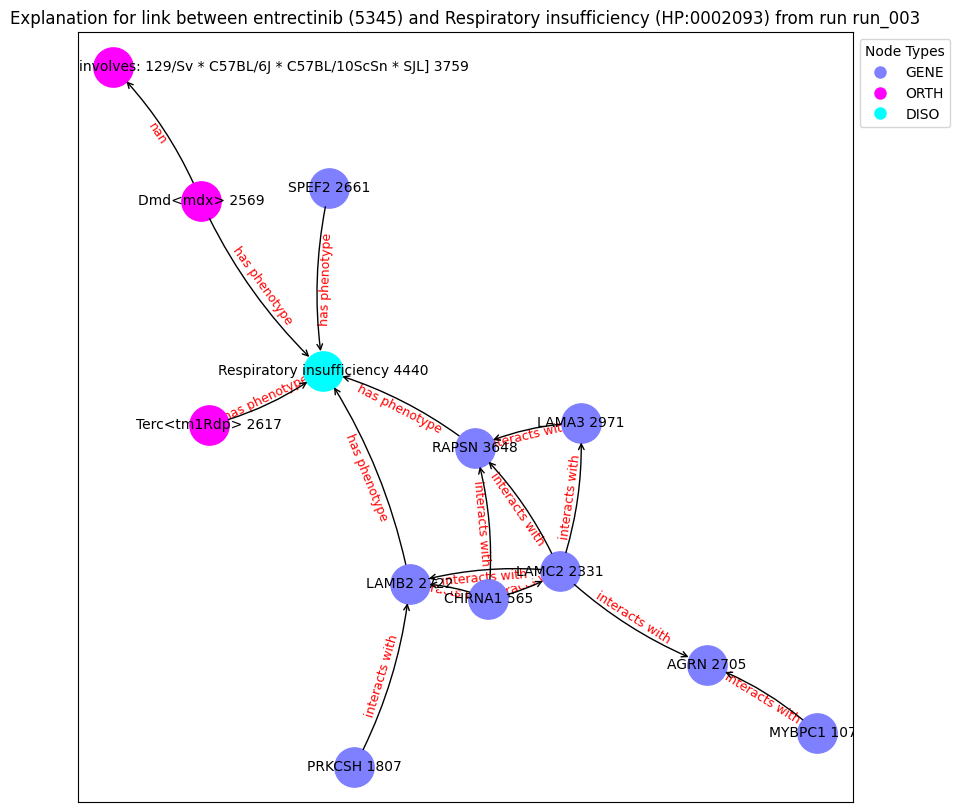 Explanation for link between entrectinib (5345) and Respiratory insufficiency (HP:0002093) from run run_003
Node Types
GENE
ORTH
DISO
involves: 129/Sv * C57BL/6J * C57BL/10ScSn * SJL] 3759
nan
SPEF2 2661
Dmd<mdx> 2569
has phenotype
has phenotype
Respiratory insufficiency 4440
has phenotype
has phenotype
Terc<tm1Rdp> 2617
LAMA3 2971
interacts with
RAPSN 3648
has phenotype
interacts with
interacts with
interacts with
LAMC2 2331
interacts with
LAMB2 2722
CHRNA1 565
interacts with
AGRN 2705
interacts with
interacts with
MYBPC1 107
PRKCSH 1807